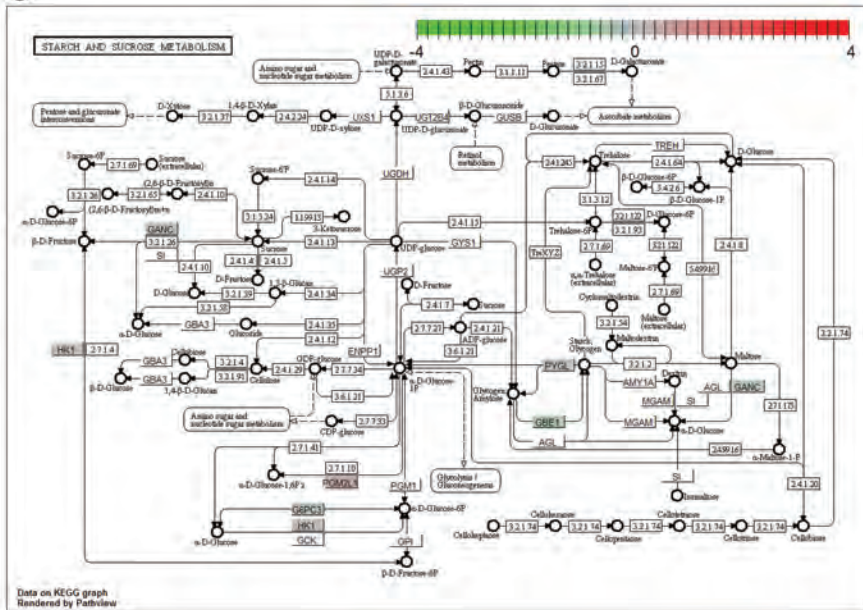 STARCH AND SUCROSE METABOLISM
-4 0 4
Amino sugar and
nucleotide sugar metabolism
UDP-D-
galacturonate
2.4.1.43
Pectin
3.1.1.11
3.2.1.15
3.2.1.67
D-Galacturonate
3.1.3.6
Pentose and glucuronate
interconversions
D-Xylose
3.2.1.37
1,4-β-D-Xylan
2.4.2.24
UDP-D-xylose
UXS1
UDP-D-glucuronate
UGT2B4
β-D-Glucuronoside
GUSB
D-Glucuronate
Ascorbate metabolism
Retinol metabolism
UGDH
TREH
2.4.1.245
Trehalose
2.4.1.64
D-Glucose
β-D-Glucose-6P
5.4.2.6
β-D-Glucose-1P
Sucrose-6P
2.7.1.69
Sucrose
(extracellular)
3.2.1.26
(2,6-β-D-Fructosyl)n
3.2.1.65
2.4.1.10
(2,6-β-D-Fructosyl)n+1
α-D-Glucose-6P
Sucrose-6'P
2.4.1.14
3.1.3.24
1.1.99.13
3-Ketosucrose
3.1.3.12
Trehalose-6P
2.4.1.15
3.2.1.122
3.2.1.93
D-Glucose-6P
3.2.1.122
β-D-Fructose
GANC
3.2.1.26
SI
Sucrose
2.4.1.13
UDP-glucose
GYS1
TreXYZ
2.7.1.69
α,α-Trehalose
(extracellular)
Maltose-6'P
2.7.1.69
Maltose
(extracellular)
2.4.1.8
5.4.99.16
2.4.1.4
2.4.1.5
D-Fructose
2.4.1.10
D-Glucose
3.2.1.39
1,3-β-Glucan
2.4.1.34
3.2.1.58
UGP2
D-Fructose
2.4.1.7
Sucrose
Cyclomaltodextrin
3.2.1.54
Maltodextrin
3.2.1.74
α-D-Glucose
GBA3
Glucoside
2.4.1.35
2.4.1.12
2.7.7.27
ADP-glucose
2.4.1.21
3.6.1.21
Starch;
Glycogen
HK1
2.7.1.4
GBA3
Cellobiose
3.2.1.4
3.2.1.91
Cellulose
2.4.1.29
GDP-glucose
2.7.7.34
ENPP1
α-D-Glucose-
1P
PYGL
3.2.1.2
Dextrin
Maltose
β-D-Glucose
GBA3
1,4-β-D-Glucan
3.6.1.21
Glycogen
Amylose
AMY1A
AGL
GANC
MGAM
SI
2.7.1.175
Amino sugar and
nucleotide sugar metabolism
CDP-glucose
2.7.7.33
GBE1
MGAM
α-D-Glucose
AGL
2.4.99.16
α-Maltose-1-P
2.7.1.41
2.7.1.10
α-D-Glucose-1,6P2
PGM2L1
PGM1
Glycolysis /
Gluconeogenesis
SI
Isomaltose
2.4.1.20
G6PC3
α-D-Glucose-6P
HK1
α-D-Glucose
GCK
GPI
β-D-Fructose-6P
Celloheptaose
3.2.1.74
Cellohexaose
3.2.1.74
Cellopentaose
3.2.1.74
Cellotetraose
3.2.1.74
Cellotriose
3.2.1.74
Cellobiose
Data on KEGG graph
Rendered by Pathview